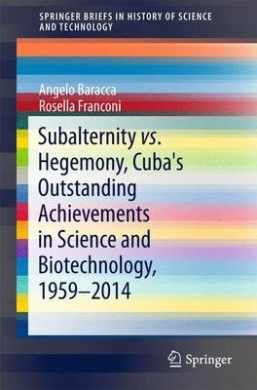 SPRINGER BRIEFS IN HISTORY OF SCIENCE
AND TECHNOLOGY
Angelo Baracca
Rosella Franconi
Subalternity vs.
Hegemony, Cuba's
Outstanding
Achievements
in Science and
Biotechnology,
1959–2014
Springer